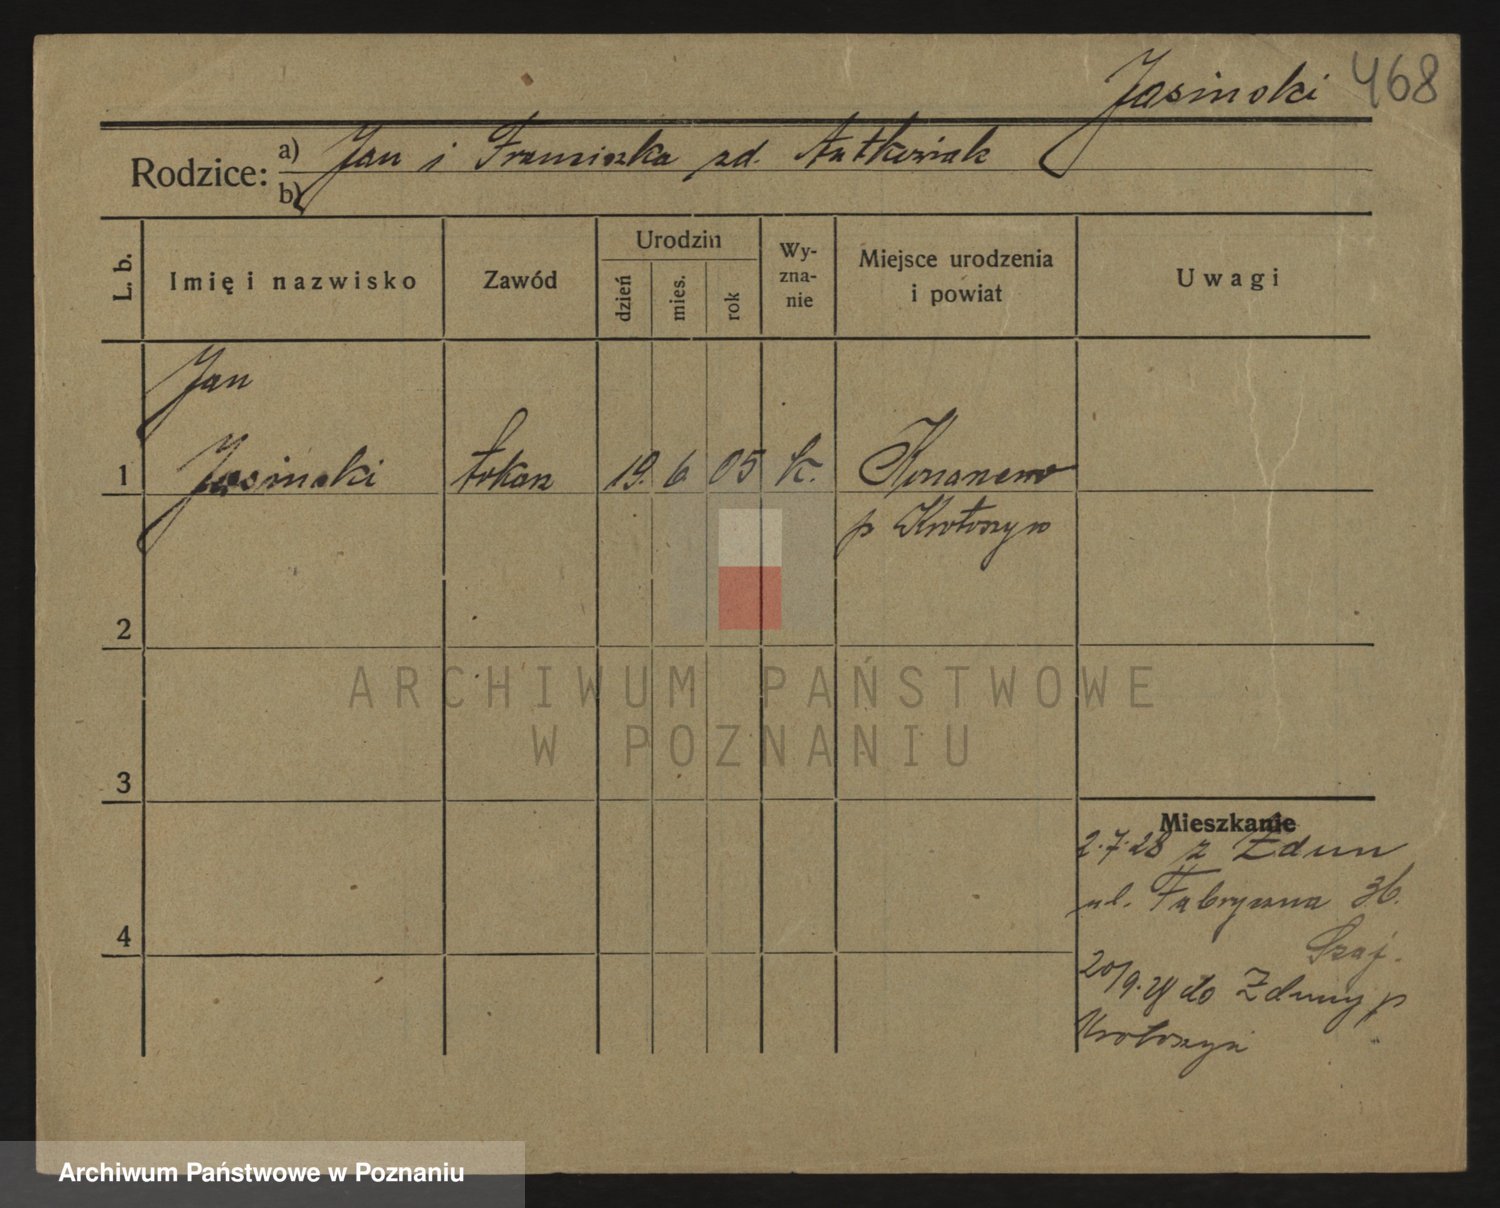 Jasinski 468
Rodzice: a) Jan i Franciszka zd. Antkowiak
b)
L. b.
Imię i nazwisko
Zawód
Urodzin
dzień
mies.
rok
Wy-
zna-
nie
Miejsce urodzenia
i powiat
Uwagi
Jan
1 Jasinski tokarz 19. 6 05 k.
p Krotoszyn
2
3
4
Mieszkanie
2.7.28 z Zdun
ul. Fabryczna 36.
20/9. do Zduny p
Krotoszyn
ARCHIWUM PAŃSTWOWE
W POZNANIU
Archiwum Państwowe w Poznaniu